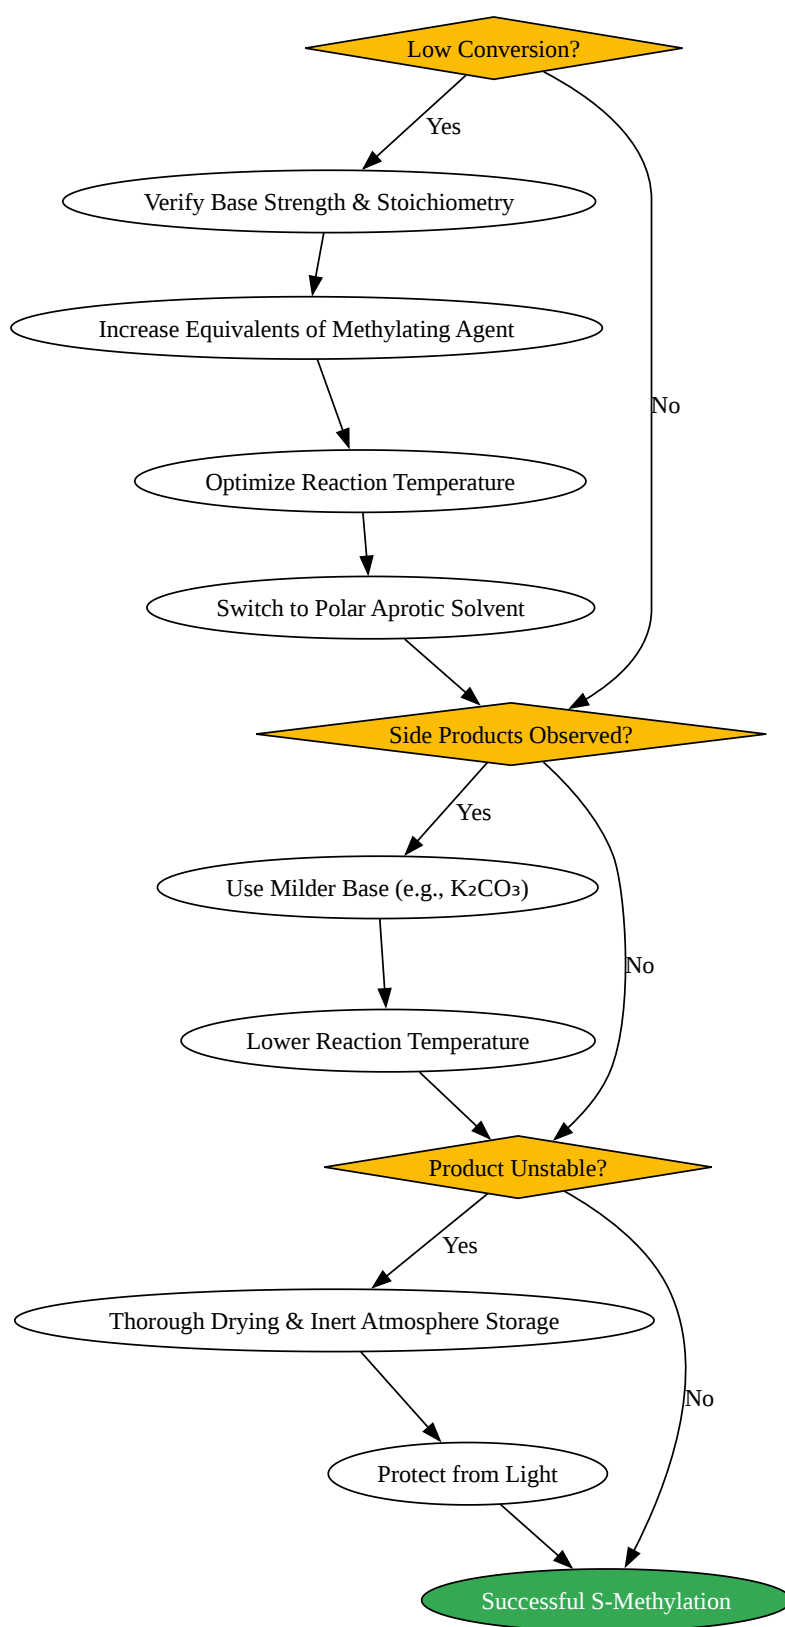 Low Conversion?
Yes
Verify Base Strength & Stoichiometry
Increase Equivalents of Methylating Agent
No
Optimize Reaction Temperature
Switch to Polar Aprotic Solvent
Side Products Observed?
Yes
Use Milder Base (e.g., K₂CO₃)
No
Lower Reaction Temperature
Product Unstable?
Yes
Thorough Drying & Inert Atmosphere Storage
No
Protect from Light
Successful S-Methylation